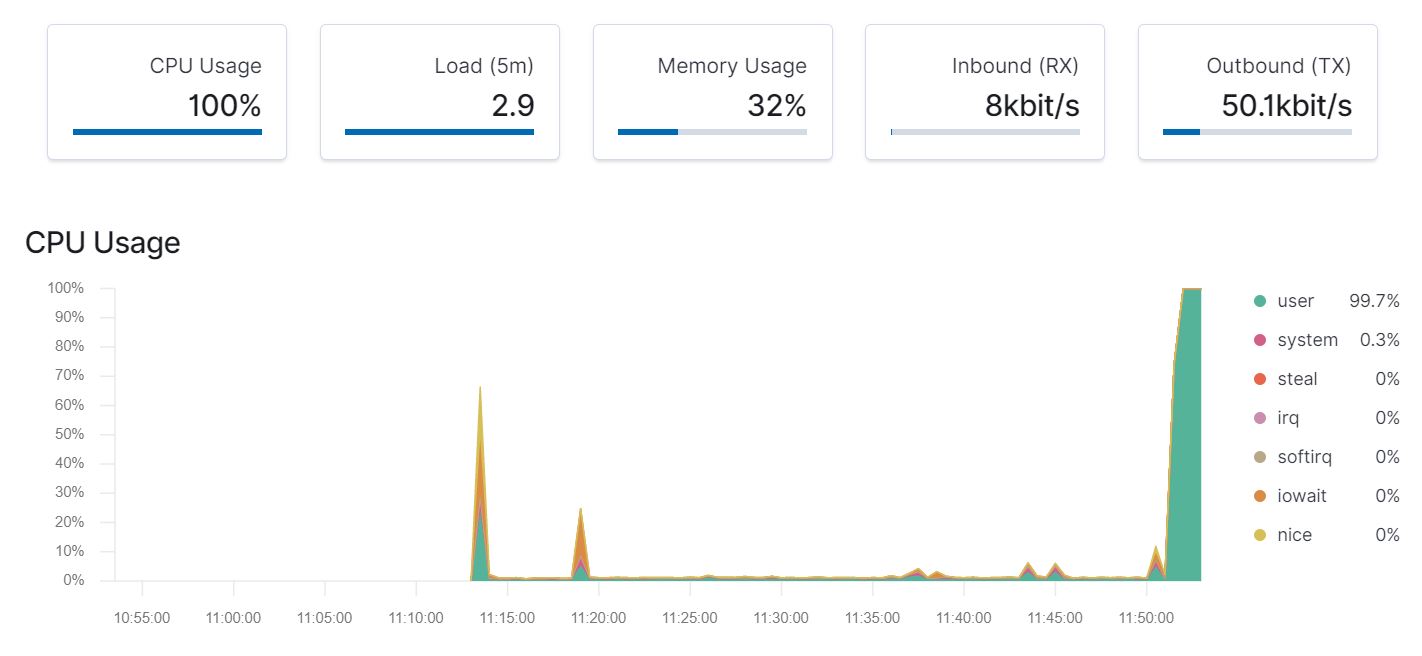 CPU Usage
100%
Load (5m)
2.9
Memory Usage
32%
Inbound (RX)
8kbit/s
Outbound (TX)
50.1kbit/s
CPU Usage
100%
90%
80%
70%
60%
50%
40%
30%
20%
10%
0%
10:55:00 11:00:00 11:05:00 11:10:00 11:15:00 11:20:00 11:25:00 11:30:00 11:35:00 11:40:00 11:45:00 11:50:00
user 99.7%
system 0.3%
steal 0%
irq 0%
softirq 0%
iowait 0%
nice 0%